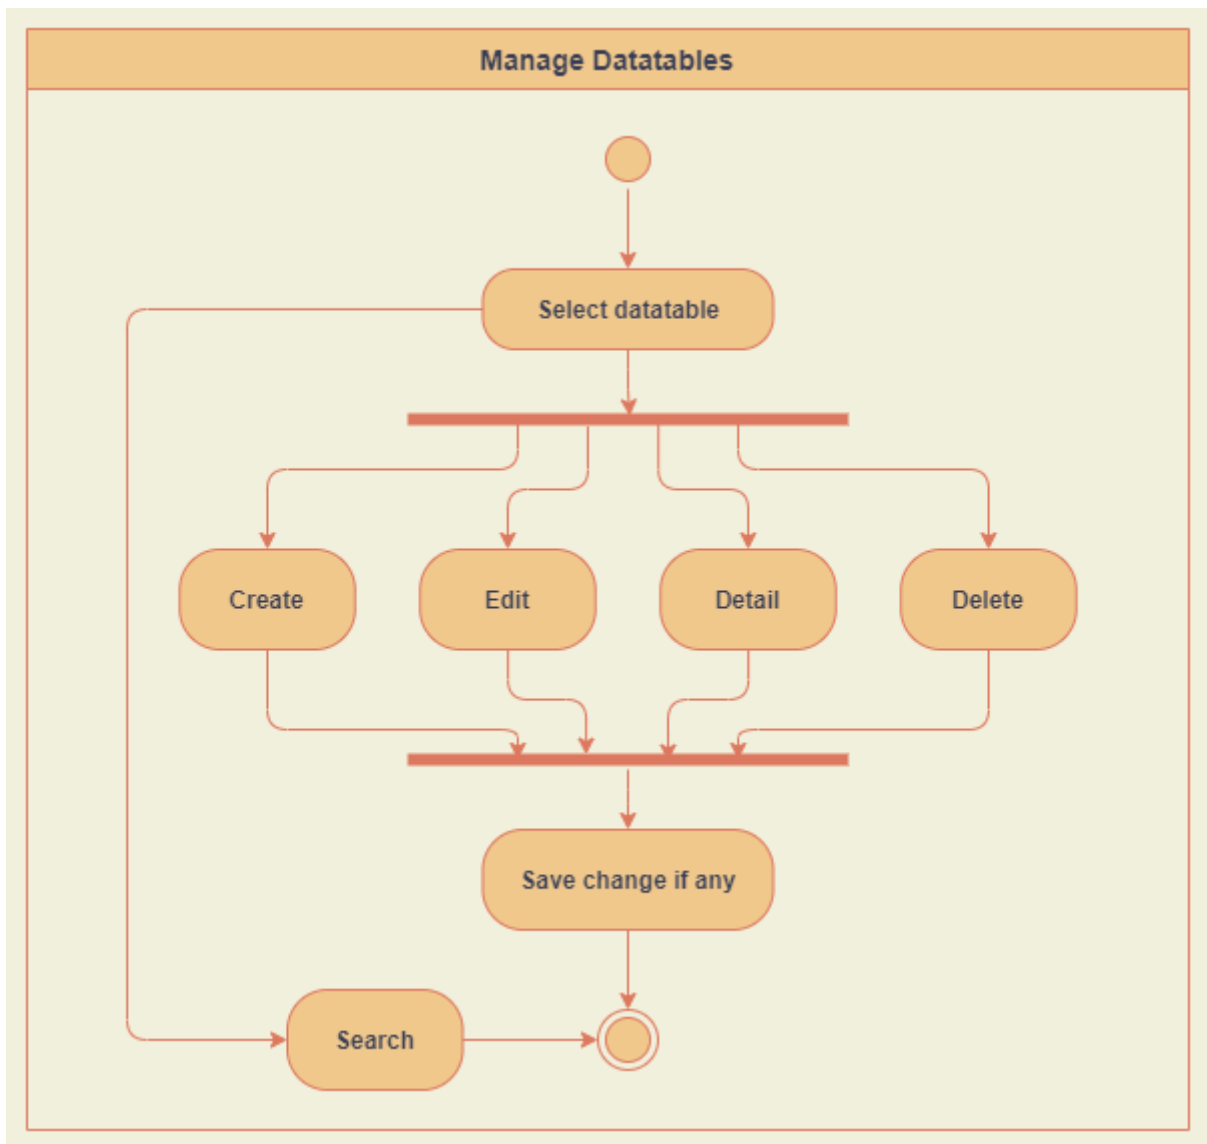 Manage Datatables
Select datatable
Create
Edit
Detail
Delete
Save change if any
Search